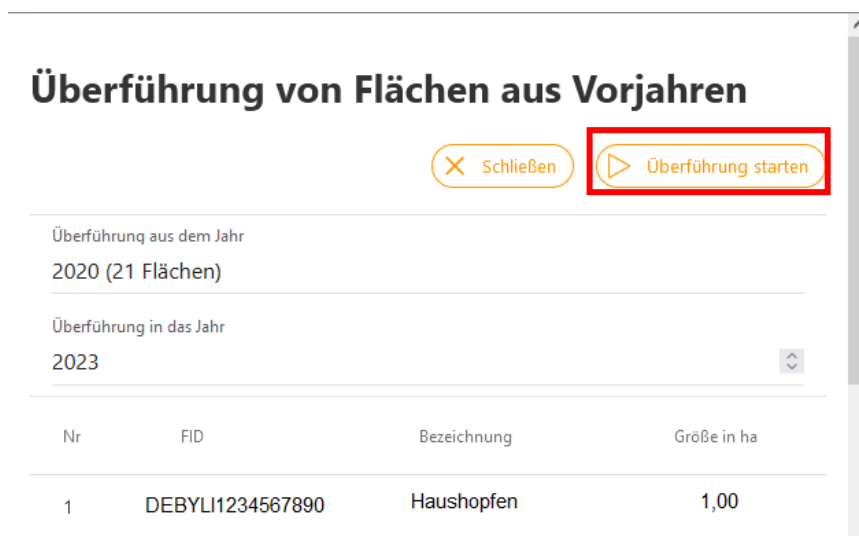 Überführung von Flächen aus Vorjahren
Schließen Überführung starten
Überführung aus dem Jahr
2020 (21 Flächen)
Überführung in das Jahr
2023
Nr FID Bezeichnung Größe in ha
1 DEBYLI1234567890 Haushopfen 1,00